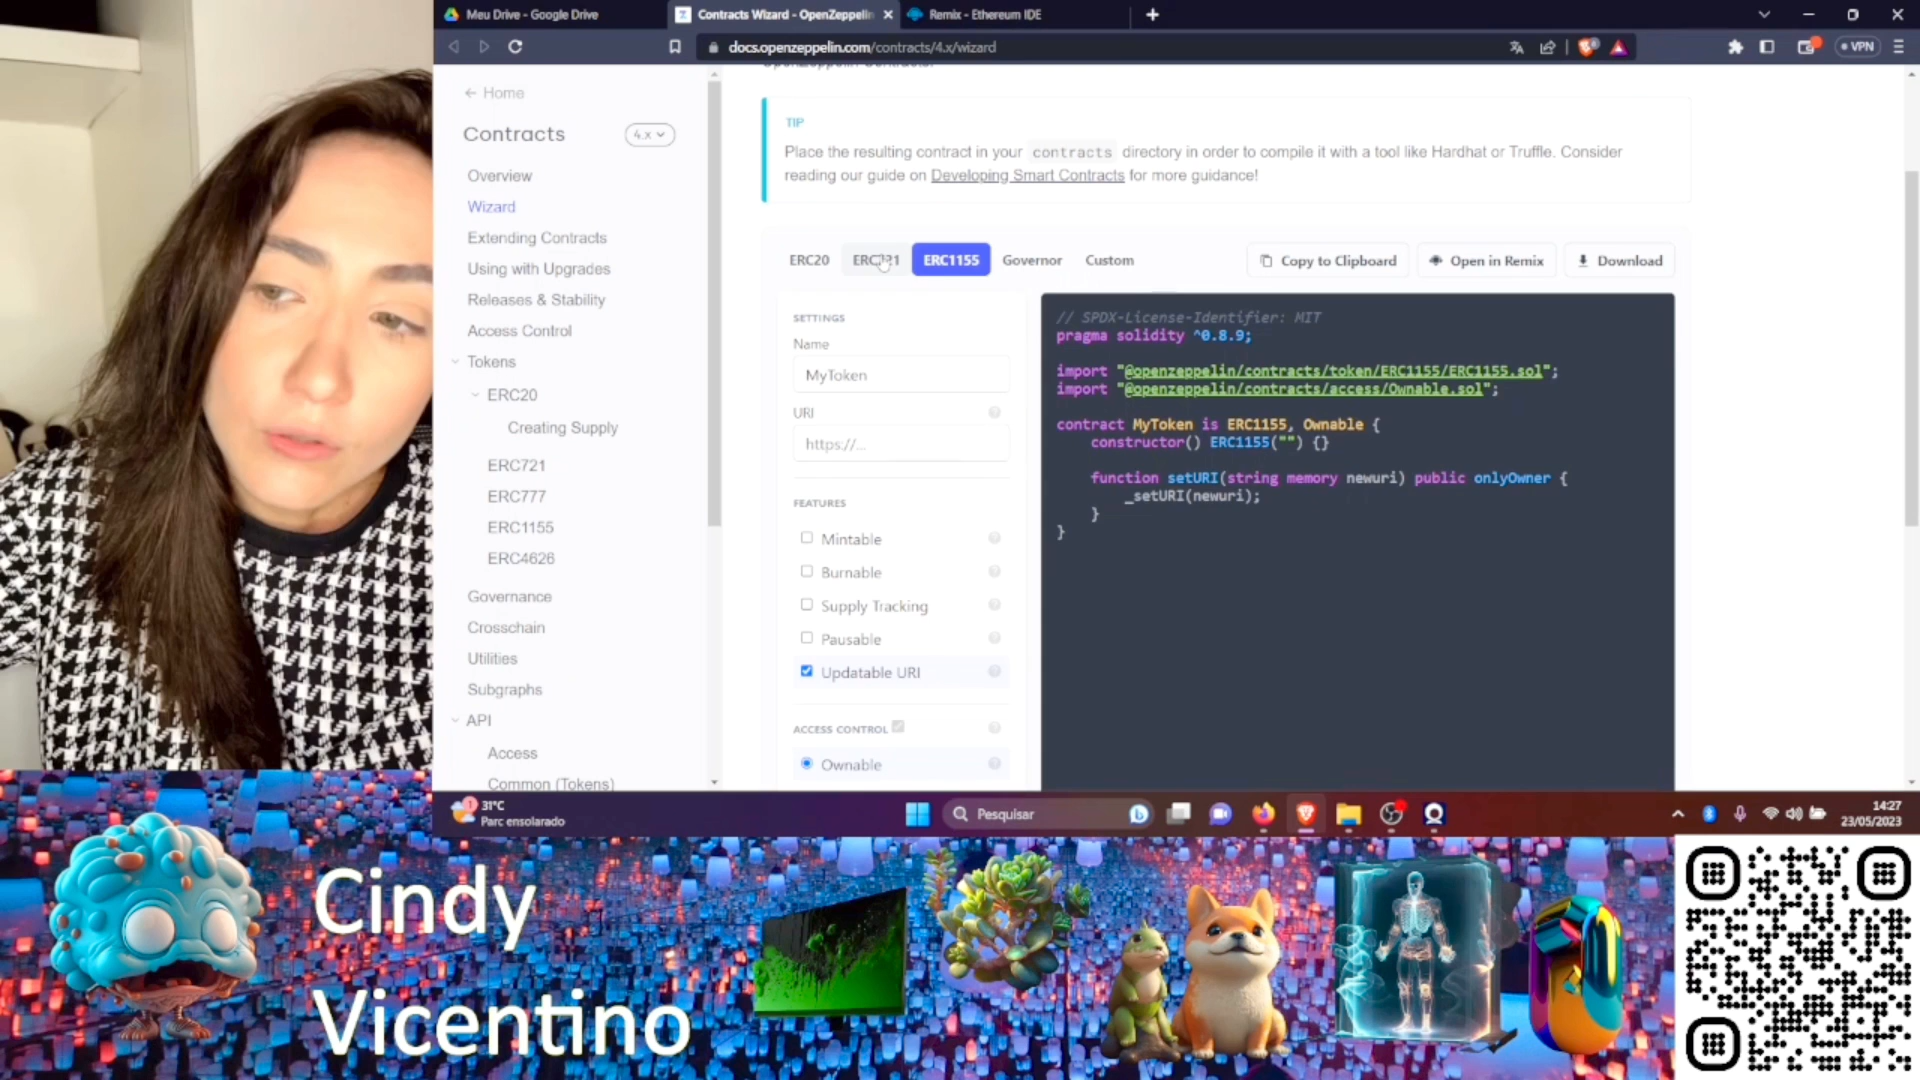 Meu Drive - Google Drive
Contracts Wizard - OpenZeppelin
Remix - Ethereum IDE
docs.openzeppelin.com/contracts/4.x/wizard
VPN
OpenZeppelin Contracts.
← Home
Contracts
4.x
Overview
Wizard
Extending Contracts
Using with Upgrades
Releases & Stability
Access Control
Tokens
ERC20
Creating Supply
ERC721
ERC777
ERC1155
ERC4626
Governance
Crosschain
Utilities
Subgraphs
API
Access
Common (Tokens)
TIP
Place the resulting contract in your contracts directory in order to compile it with a tool like Hardhat or Truffle. Consider
reading our guide on Developing Smart Contracts for more guidance!
ERC20 ERC721 ERC1155 Governor Custom
Copy to Clipboard
Open in Remix
Download
SETTINGS
Name
MyToken
URI
https://...
FEATURES
Mintable
Burnable
Supply Tracking
Pausable
Updatable URI
ACCESS CONTROL
Ownable
// SPDX-License-Identifier: MIT
pragma solidity ^0.8.9;
import "@openzeppelin/contracts/token/ERC1155/ERC1155.sol";
import "@openzeppelin/contracts/access/Ownable.sol";
contract MyToken is ERC1155, Ownable {
constructor() ERC1155("") {}
function setURI(string memory newuri) public onlyOwner {
_setURI(newuri);
}
}
1
31°C
Parc ensolarado
Pesquisar
14:27
23/05/2023
Cindy
Vicentino